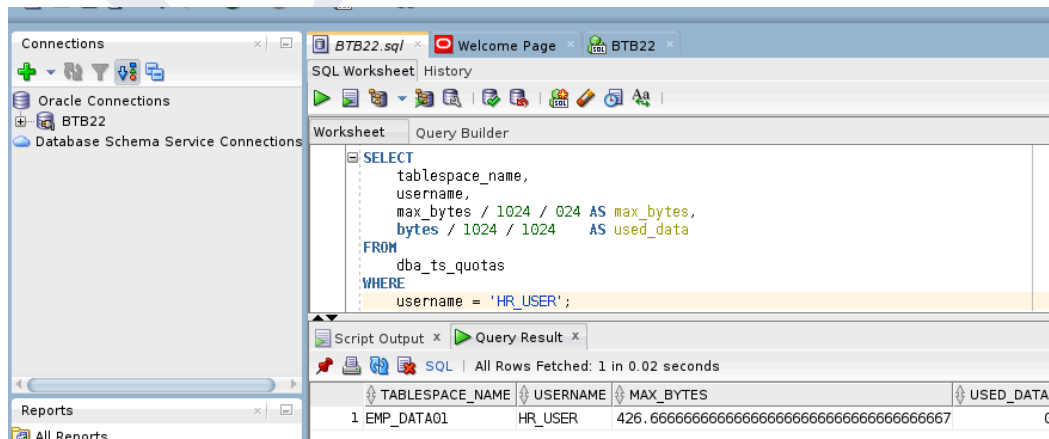 Connections
BTB22.sql
Welcome Page
BTB22
SQL Worksheet History
Oracle Connections
BTB22
Database Schema Service Connections
Worksheet Query Builder
SELECT
tablespace_name,
username,
max_bytes / 1024 / 024 AS max_bytes,
bytes / 1024 / 1024 AS used_data
FROM
dba_ts_quotas
WHERE
username = 'HR_USER';
Script Output x Query Result x
SQL | All Rows Fetched: 1 in 0.02 seconds
TABLESPACE_NAME USERNAME MAX_BYTES USED_DATA
1 EMP_DATA01 HR_USER
Reports
All Reports